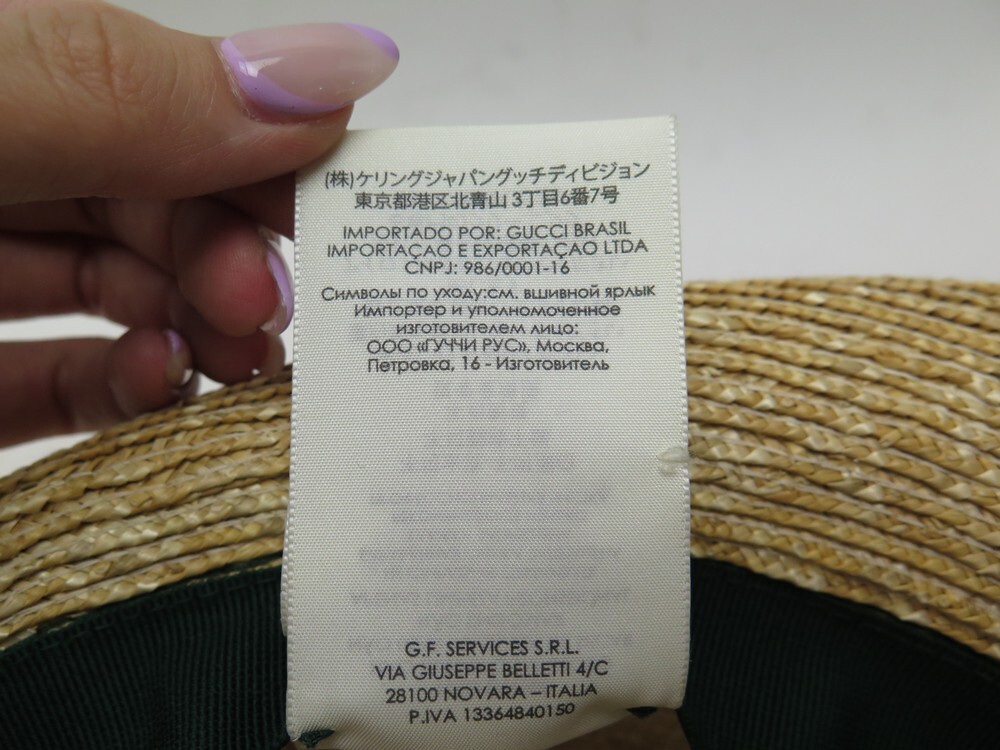 (株)ケリングジャパングッチディビジョン
東京都港区北青山 3丁目6番7号
IMPORTADO POR: GUCCI BRASIL
IMPORTAÇAO E EXPORTAÇAO LTDA
CNPJ: 986/0001-16
Символы по уходу:см. вшивной ярлык
Импортер и уполномоченное
изготовителем лицо:
ООО «ГУЧЧИ РУС», Москва,
Петровка, 16 - Изготовитель
G.F. SERVICES S.R.L.
VIA GIUSEPPE BELLETTI 4/C
28100 NOVARA – ITALIA
P.IVA 13364840150